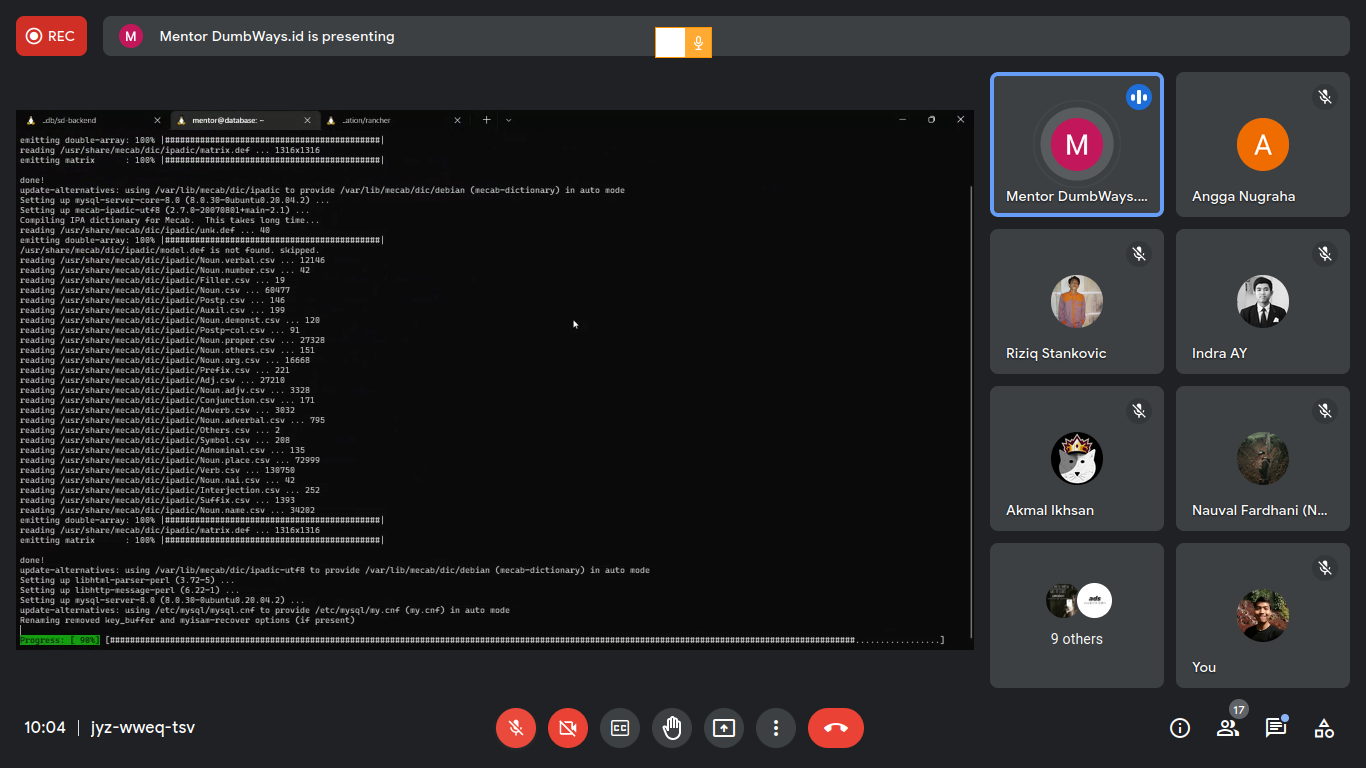 REC
M
Mentor DumbWays.id is presenting
_db/sd-backend
mentor@database: ~
_ation/rancher
emitting double-array: 100% |###########################################|
reading /usr/share/mecab/dic/ipadic/matrix.def ... 1316x1316
emitting matrix      : 100% |###########################################|
done!
update-alternatives: using /var/lib/mecab/dic/ipadic to provide /var/lib/mecab/dic/debian (mecab-dictionary) in auto mode
Setting up mysql-server-core-8.0 (8.0.30-0ubuntu0.20.04.2) ...
Setting up mecab-ipadic-utf8 (2.7.0-20070801+main-2.1) ...
Compiling IPA dictionary for Mecab.  This takes long time...
reading /usr/share/mecab/dic/ipadic/unk.def ... 40
emitting double-array: 100% |###########################################|
/usr/share/mecab/dic/ipadic/model.def is not found. skipped.
reading /usr/share/mecab/dic/ipadic/Noun.verbal.csv ... 12146
reading /usr/share/mecab/dic/ipadic/Noun.number.csv ... 42
reading /usr/share/mecab/dic/ipadic/Filler.csv ... 19
reading /usr/share/mecab/dic/ipadic/Noun.csv ... 60477
reading /usr/share/mecab/dic/ipadic/Postp.csv ... 146
reading /usr/share/mecab/dic/ipadic/Auxil.csv ... 199
reading /usr/share/mecab/dic/ipadic/Noun.demonst.csv ... 120
reading /usr/share/mecab/dic/ipadic/Postp-col.csv ... 91
reading /usr/share/mecab/dic/ipadic/Noun.proper.csv ... 27328
reading /usr/share/mecab/dic/ipadic/Noun.others.csv ... 151
reading /usr/share/mecab/dic/ipadic/Noun.org.csv ... 16668
reading /usr/share/mecab/dic/ipadic/Prefix.csv ... 221
reading /usr/share/mecab/dic/ipadic/Adj.csv ... 27210
reading /usr/share/mecab/dic/ipadic/Noun.adjv.csv ... 3328
reading /usr/share/mecab/dic/ipadic/Conjunction.csv ... 171
reading /usr/share/mecab/dic/ipadic/Adverb.csv ... 3032
reading /usr/share/mecab/dic/ipadic/Noun.adverbal.csv ... 795
reading /usr/share/mecab/dic/ipadic/Others.csv ... 2
reading /usr/share/mecab/dic/ipadic/Symbol.csv ... 208
reading /usr/share/mecab/dic/ipadic/Adnominal.csv ... 135
reading /usr/share/mecab/dic/ipadic/Noun.place.csv ... 72999
reading /usr/share/mecab/dic/ipadic/Verb.csv ... 130750
reading /usr/share/mecab/dic/ipadic/Noun.nai.csv ... 42
reading /usr/share/mecab/dic/ipadic/Interjection.csv ... 252
reading /usr/share/mecab/dic/ipadic/Suffix.csv ... 1393
reading /usr/share/mecab/dic/ipadic/Noun.name.csv ... 34202
emitting double-array: 100% |###########################################|
reading /usr/share/mecab/dic/ipadic/matrix.def ... 1316x1316
emitting matrix      : 100% |###########################################|
done!
update-alternatives: using /var/lib/mecab/dic/ipadic-utf8 to provide /var/lib/mecab/dic/debian (mecab-dictionary) in auto mode
Setting up libhtml-parser-perl (3.72-5) ...
Setting up libhttp-message-perl (6.22-1) ...
Setting up mysql-server-8.0 (8.0.30-0ubuntu0.20.04.2) ...
update-alternatives: using /etc/mysql/mysql.cnf to provide /etc/mysql/my.cnf (my.cnf) in auto mode
Renaming removed key_buffer and myisam-recover options (if present)
Progress: [ 90%] [#####################################################################################################################################################.................]
M
Mentor DumbWays....
A
Angga Nugraha
Riziq Stankovic
Indra AY
Akmal Ikhsan
Nauval Fardhani (N...
ads
9 others
You
10:04 | jyz-wweq-tsv
CC
17